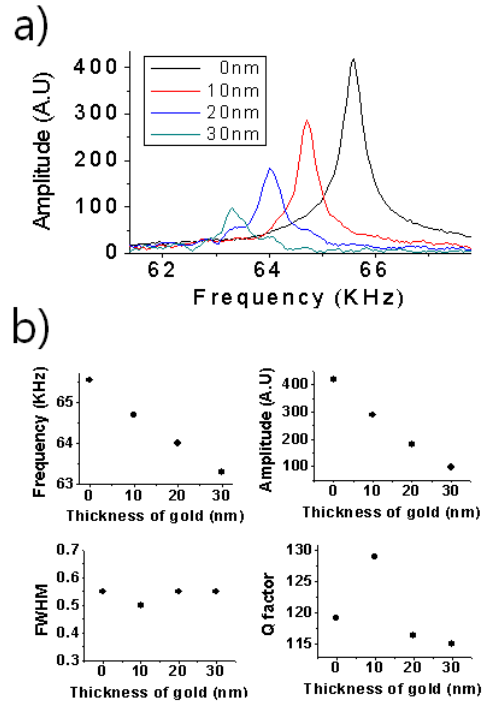 a)
400
300
200
100
0
Amplitude (A.U)
0nm
10nm
20nm
30nm
62 64 66
Frequency (KHz)
b)
65
64
63
Frequency (KHz)
0 10 20 30
Thickness of gold (nm)
400
300
200
100
Amplitude (A.U)
0 10 20 30
Thickness of gold (nm)
0.7
0.6
0.5
0.4
0.3
FWHM
0 10 20 30
Thickness of gold (nm)
130
120
115
Q factor
0 10 20 30
Thickness of gold (nm)